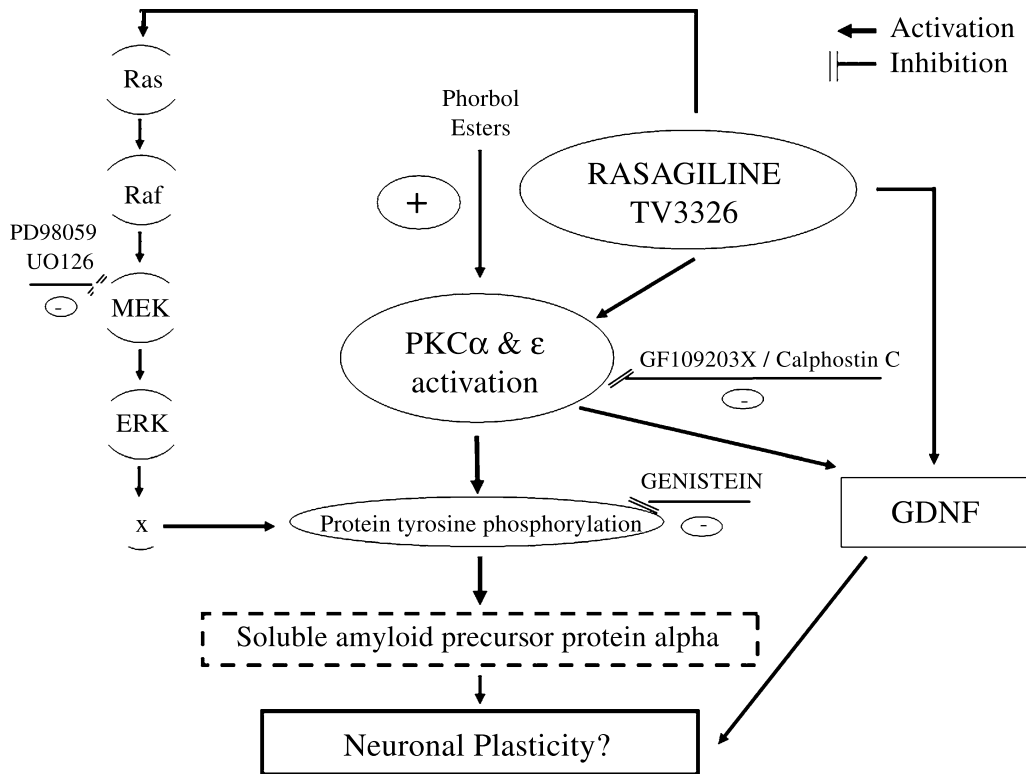 Activation
Inhibition
Ras
Phorbol
Esters
RASAGILINE
TV3326
+
Raf
PD98059
UO126
-
MEK
PKCα & ε
activation
GF109203X / Calphostin C
-
ERK
GENISTEIN
-
GDNF
x
Protein tyrosine phosphorylation
Soluble amyloid precursor protein alpha
Neuronal Plasticity?